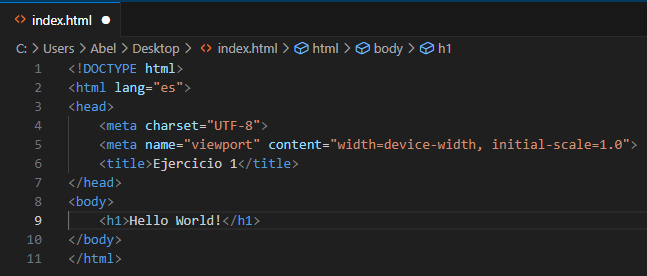 index.html
C: > Users > Abel > Desktop > index.html > html > body > h1
1 <!DOCTYPE html>
2 <html lang="es">
3 <head>
4     <meta charset="UTF-8">
5     <meta name="viewport" content="width=device-width, initial-scale=1.0">
6     <title>Ejercicio 1</title>
7 </head>
8 <body>
9     <h1>Hello World!</h1>
10 </body>
11 </html>